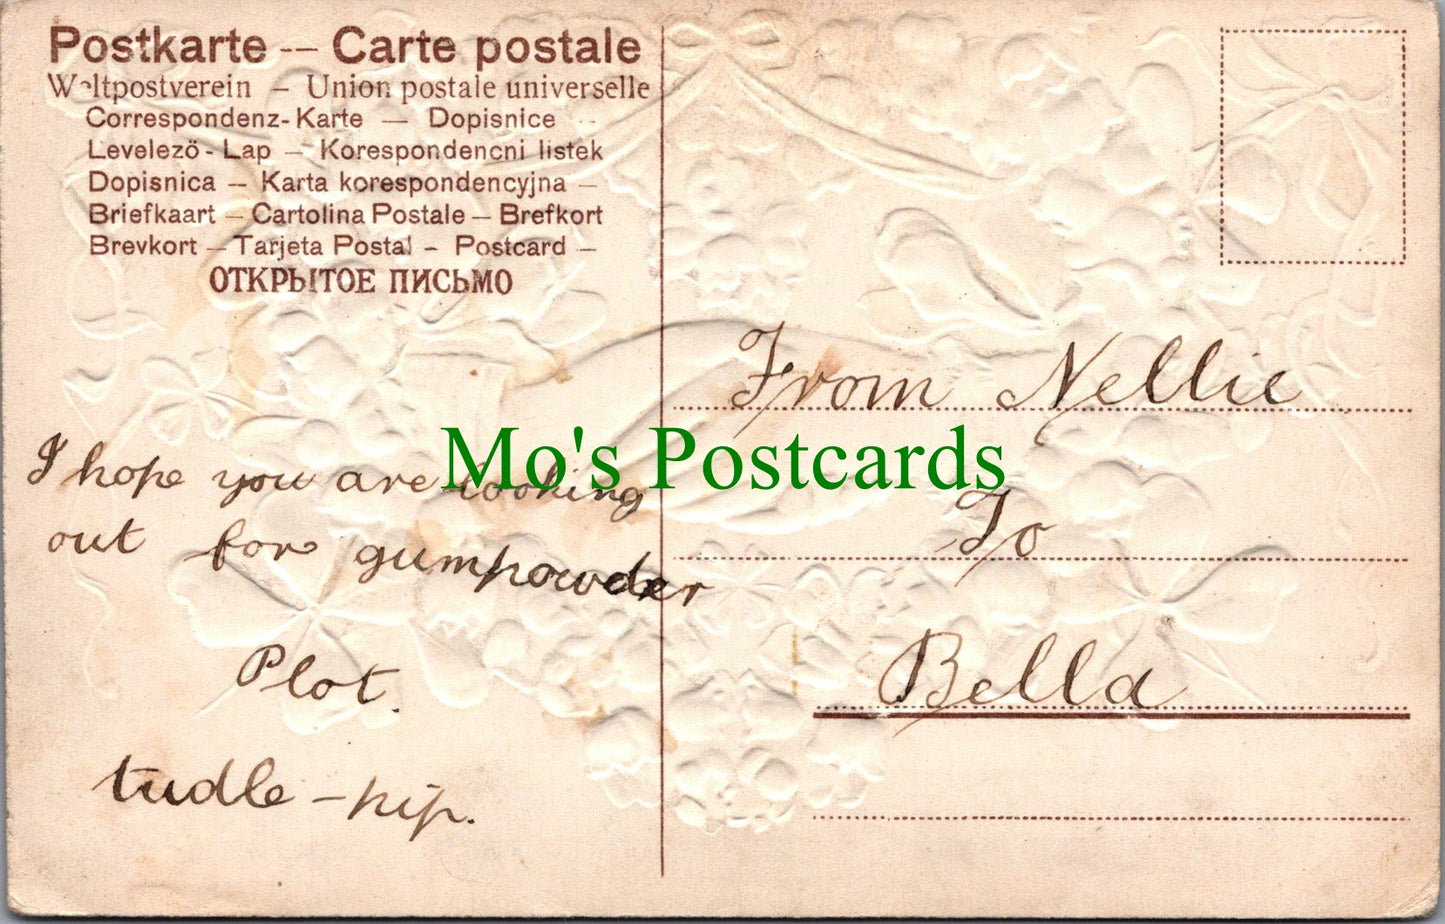 Postkarte -- Carte postale
Weltpostverein – Union postale universelle
Correspondenz-Karte — Dopisnice --
Levelezö-Lap — Korespondencni listek
Dopisnica — Karta korespondencyjna —
Briefkaart — Cartolina Postale — Brefkort
Brevkort — Tarjeta Postal - Postcard —
ОТКРЫТОЕ ПИСЬМО
I hope you are looking
out for gumpowder
Plot.
tudle-pip.
From Nellie
To
Bella
Mo's Postcards